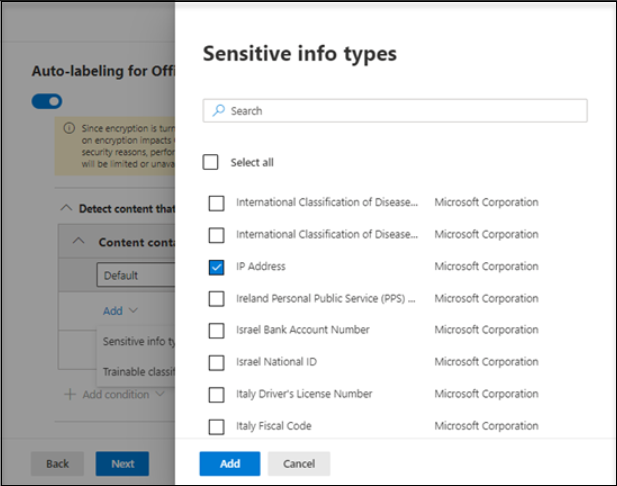 Sensitive info types
Auto-labeling for Offi
Search
Since encryption is turn
on encryption impacts
security reasons, perfor
will be limited or unava
Select all
Detect content that
International Classification of Disease... Microsoft Corporation
International Classification of Disease... Microsoft Corporation
Content conta
IP Address Microsoft Corporation
Default
Ireland Personal Public Service (PPS) ... Microsoft Corporation
Add
Israel Bank Account Number Microsoft Corporation
Sensitive info ty
Israel National ID Microsoft Corporation
Trainable classif
Italy Driver's License Number Microsoft Corporation
Add condition
Italy Fiscal Code Microsoft Corporation
Back Next Add Cancel